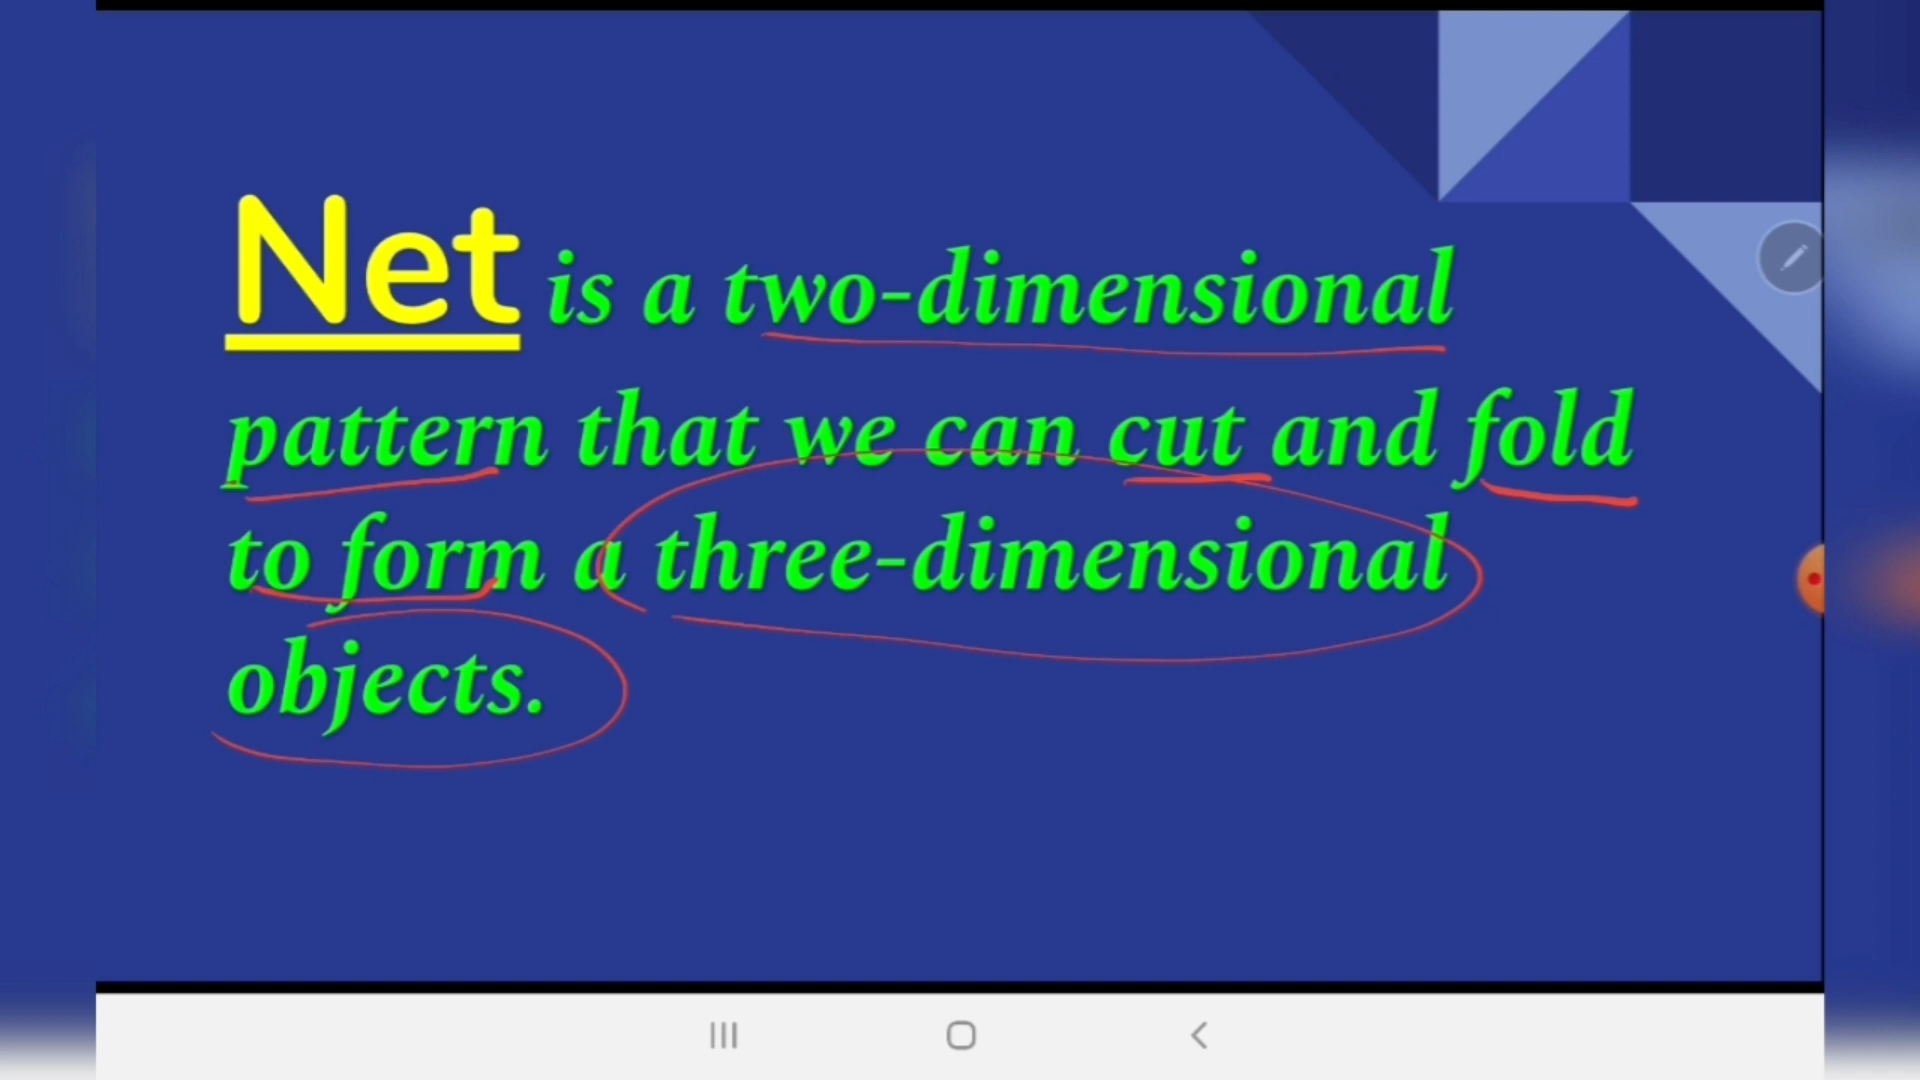 Net is a two-dimensional
pattern that we can cut and fold
to form a three-dimensional
objects.